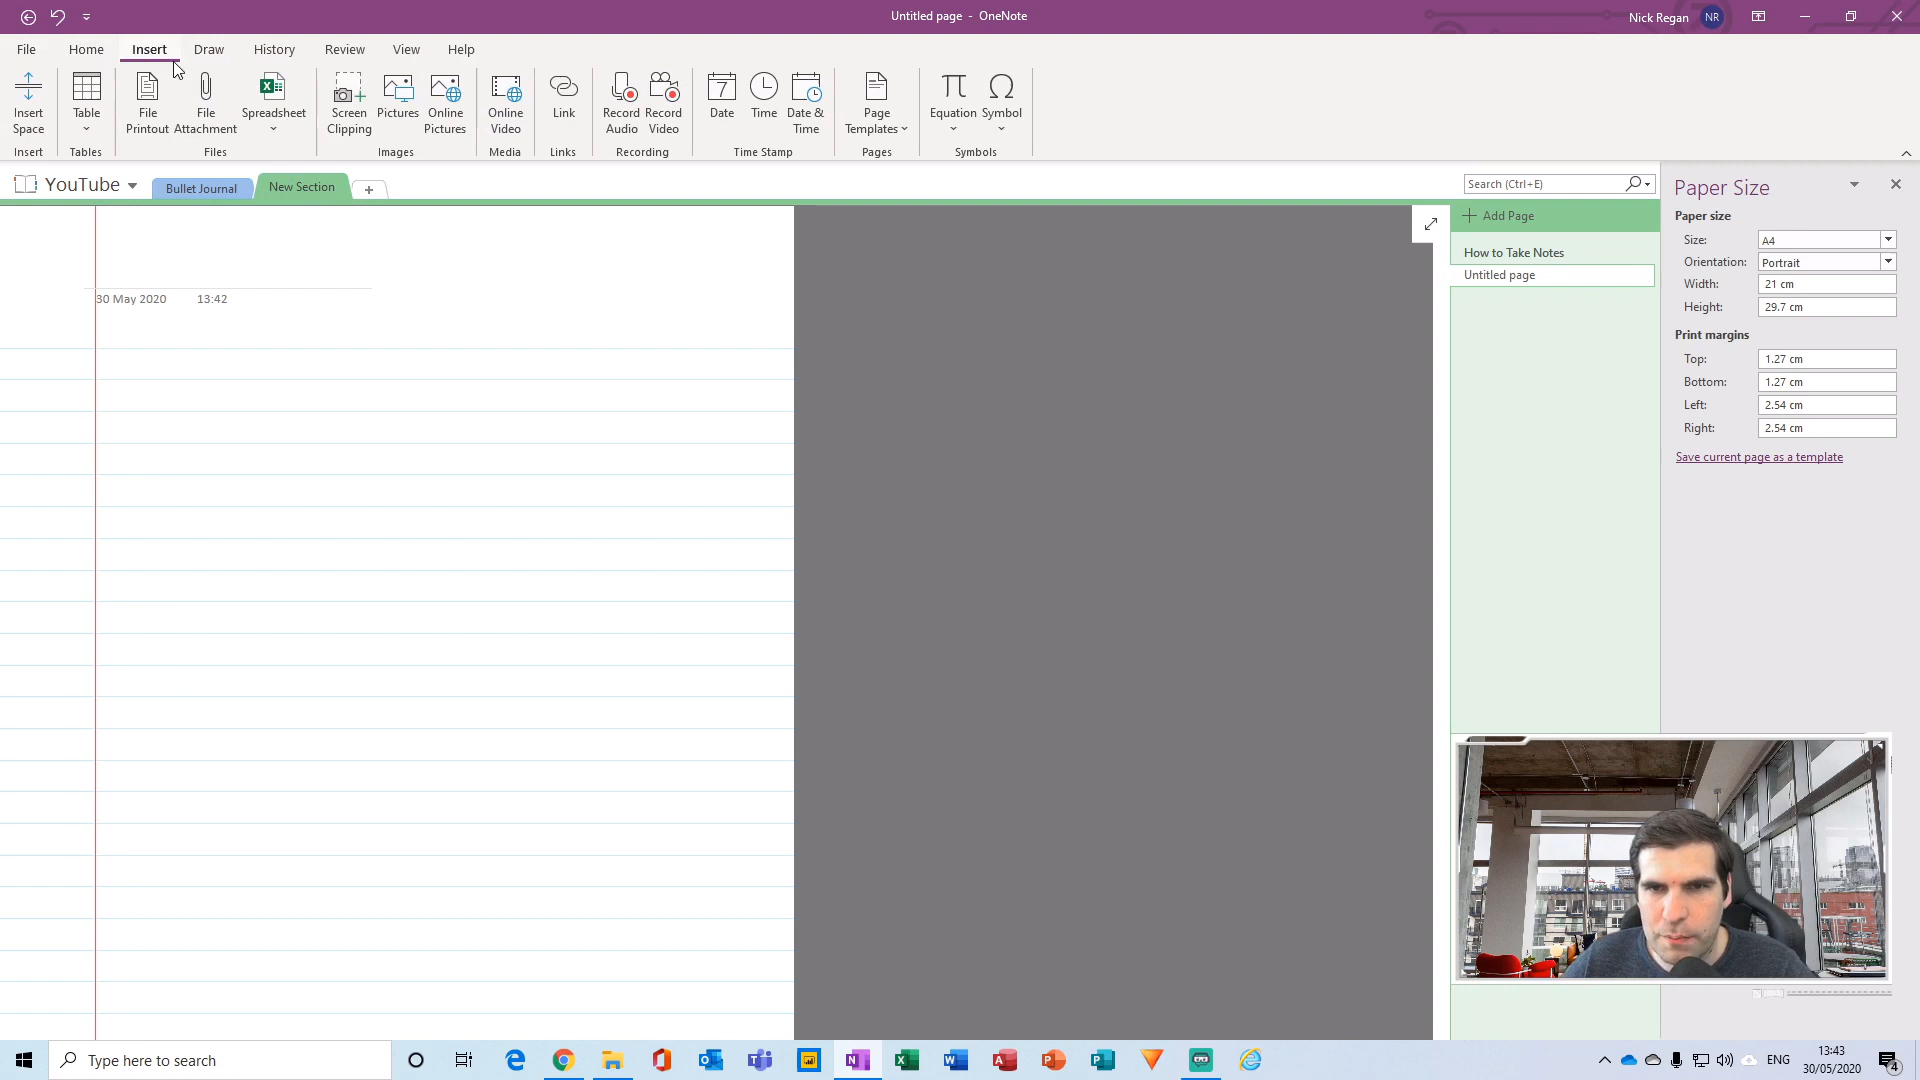 Untitled page - OneNote
Nick Regan NR
File Home Insert Draw History Review View Help
Insert Space
Table
File Printout
File Attachment
Spreadsheet
Screen Clipping
Pictures
Online Pictures
Online Video
Link
Record Audio
Record Video
7
Date
Time
Date & Time
Page Templates
π
Equation
Ω
Symbol
Insert Tables Files Images Media Links Recording Time Stamp Pages Symbols
YouTube
Bullet Journal
New Section
+
Search (Ctrl+E)
Add Page
How to Take Notes
Untitled page
30 May 2020 13:42
Paper Size
Paper size
Size: A4
Orientation: Portrait
Width: 21 cm
Height: 29.7 cm
Print margins
Top: 1.27 cm
Bottom: 1.27 cm
Left: 2.54 cm
Right: 2.54 cm
Save current page as a template
Type here to search
ENG
13:43
30/05/2020
4